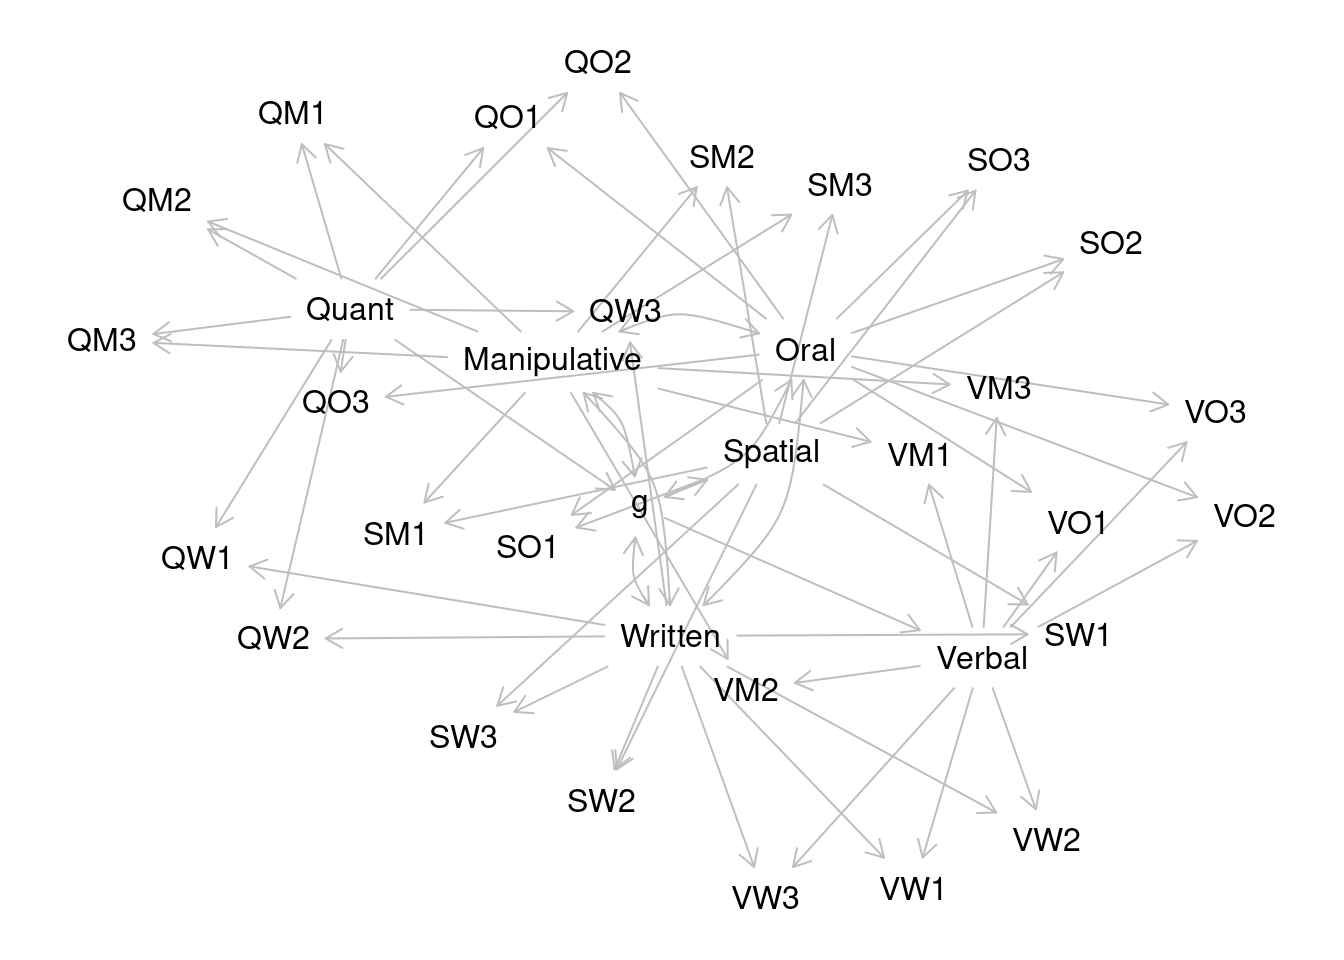 QO2
QM1
QO1
SM2
SO3
SM3
QM2
SO2
Quant
QW3
QM3
Manipulative
Oral
VM3
QO3
VO3
Spatial
VM1
g
VO2
VO1
SM1
SO1
QW1
QW2
Written
SW1
Verbal
VM2
SW3
SW2
VW2
VW1
VW3